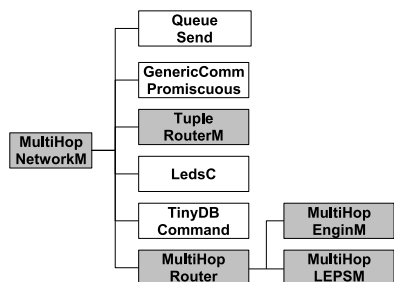 Queue
Send
GenericComm
Promiscuous
Tuple
RouterM
MultiHop
NetworkM
LedsC
TinyDB
Command
MultiHop
Router
MultiHop
EnginM
MultiHop
LEPSM